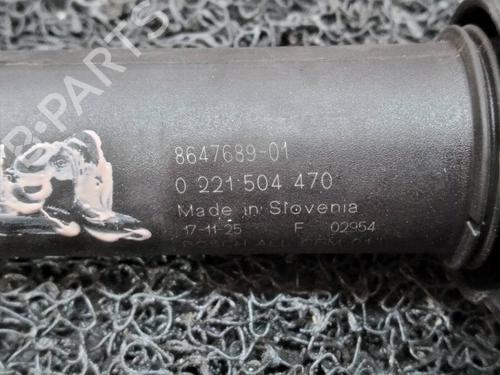 B-PARTS
8647689-01
0 221 504 470
Made in Slovenia
17-11-25 F 02954